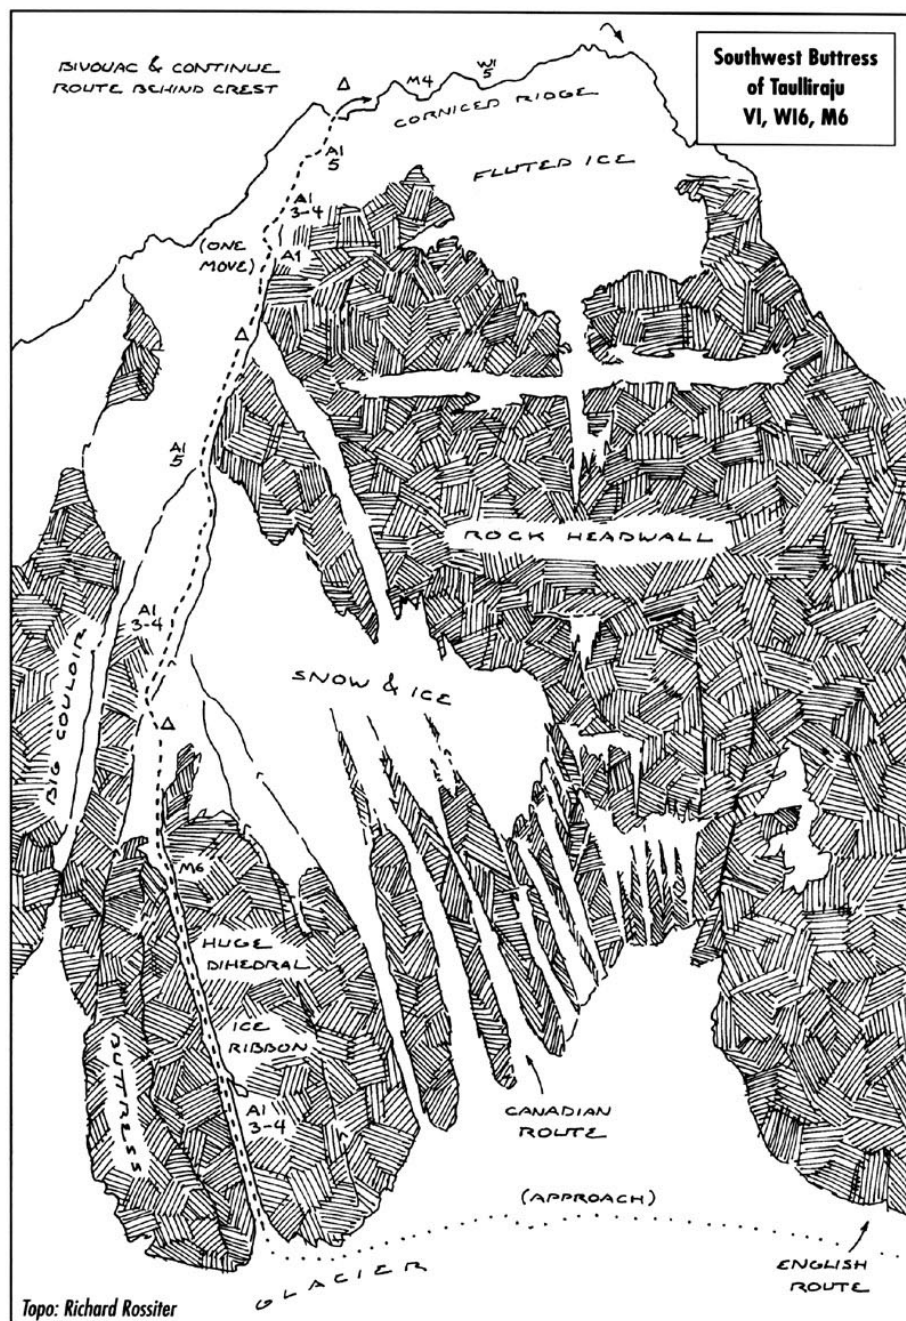 BIVOUAC & CONTINUE
ROUTE BEHIND CREST
M4
WI
5
Southwest Buttress
of Taulliraju
VI, WI6, M6
CORNICED RIDGE
AI
5
FLUTED ICE
AI
3-4
(ONE
MOVE)
A1
AI
5
ROCK HEADWALL
AI
3-4
BIG COULOIR
SNOW & ICE
M6
HUGE
DIHEDRAL
ICE
RIBBON
BUTTRESS
AI
3-4
CANADIAN
ROUTE
(APPROACH)
GLACIER
ENGLISH
ROUTE
Topo: Richard Rossiter